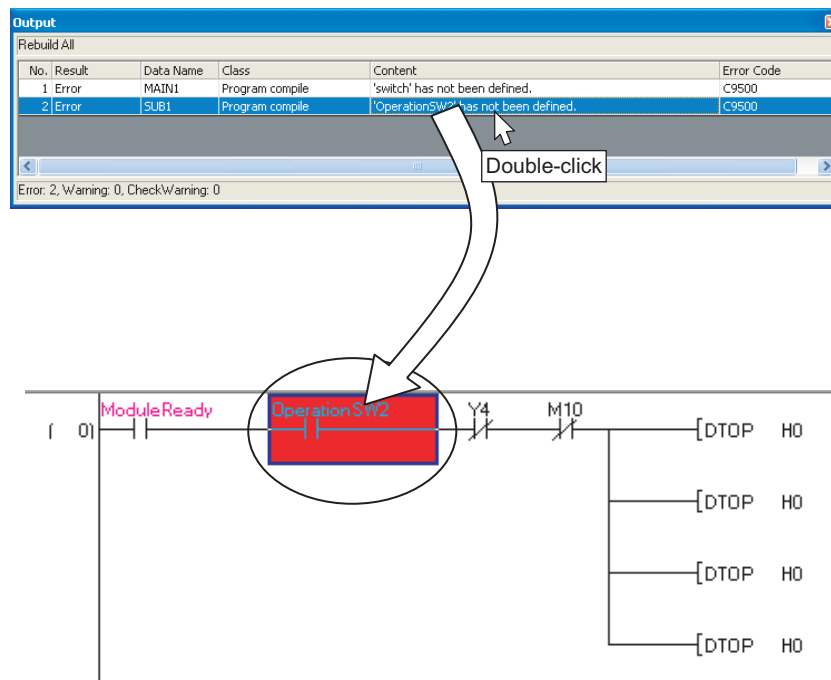 Output
Rebuild All
No. Result Data Name Class Content Error Code
1 Error MAIN1 Program compile 'switch' has not been defined. C9500
2 Error SUB1 Program compile 'OperationSW2' has not been defined. C9500
Double-click
Error: 2, Warning: 0, CheckWarning: 0
ModuleReady OperationSW2 Y4 M10
( 0) [DTOP H0
[DTOP H0
[DTOP H0
[DTOP H0